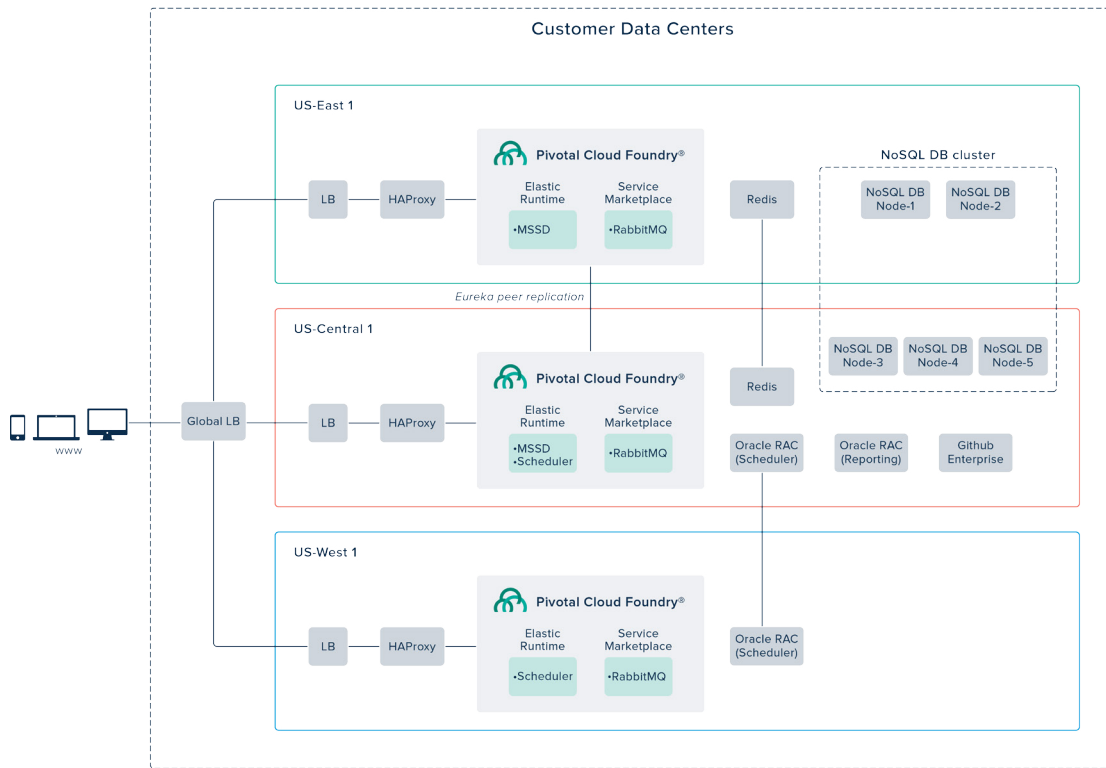 Customer Data Centers
US-East 1
Pivotal Cloud Foundry®
NoSQL DB cluster
Elastic
Runtime
Service
Marketplace
LB
HAProxy
•MSSD
•RabbitMQ
Redis
NoSQL DB
Node-1
NoSQL DB
Node-2
Eureka peer replication
US-Central 1
Pivotal Cloud Foundry®
NoSQL DB
Node-3
NoSQL DB
Node-4
NoSQL DB
Node-5
Redis
www
Global LB
LB
HAProxy
Elastic
Runtime
Service
Marketplace
•MSSD
•Scheduler
•RabbitMQ
Oracle RAC
(Scheduler)
Oracle RAC
(Reporting)
Github
Enterprise
US-West 1
Pivotal Cloud Foundry®
LB
HAProxy
Elastic
Runtime
Service
Marketplace
•Scheduler
•RabbitMQ
Oracle RAC
(Scheduler)